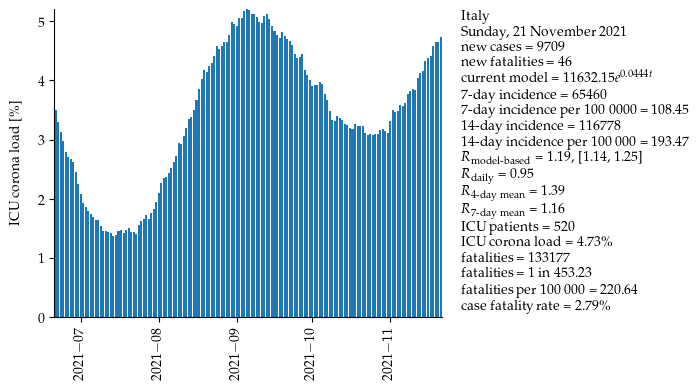 ICU corona load [%]
5
4
3
2
1
0
2021−07
2021−08
2021−09
2021−10
2021−11
Italy
Sunday, 21 November 2021
new cases = 9709
new fatalities = 46
current model = 11632.15e^0.0444t
7-day incidence = 65460
7-day incidence per 100 0000 = 108.45
14-day incidence = 116778
14-day incidence per 100 000 = 193.47
R_model-based = 1.19, [1.14, 1.25]
R_daily = 0.95
R_4-day mean = 1.39
R_7-day mean = 1.16
ICU patients = 520
ICU corona load = 4.73%
fatalities = 133177
fatalities = 1 in 453.23
fatalities per 100 000 = 220.64
case fatality rate = 2.79%